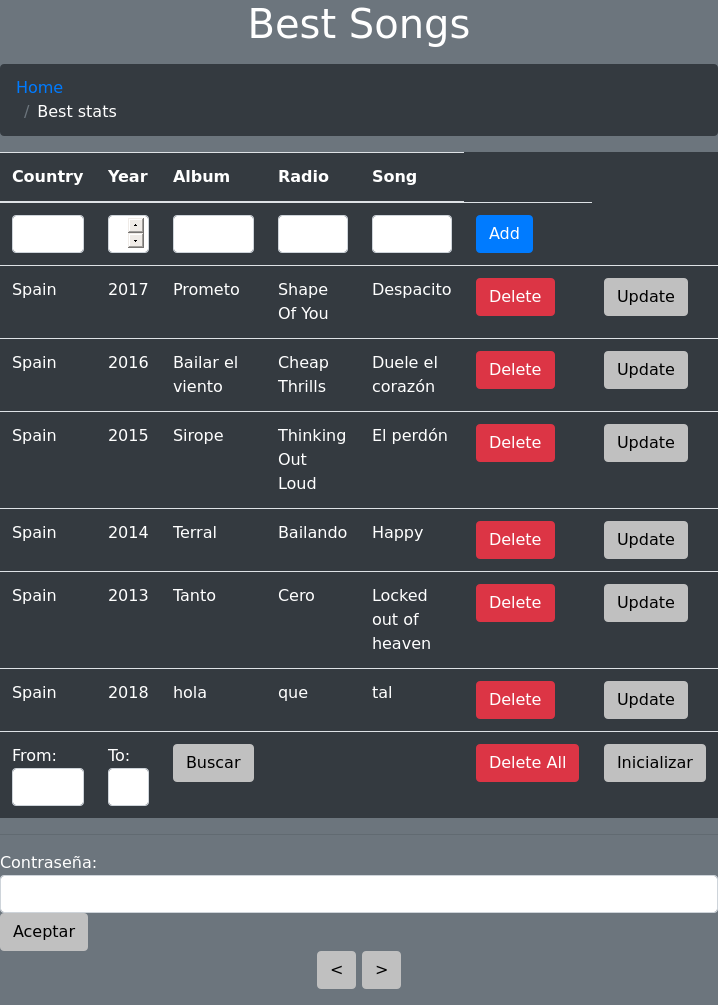 Best Songs
Home
/ Best stats
Country Year Album Radio Song
Add
Spain 2017 Prometo Shape Despacito Delete Update
Of You
Spain 2016 Bailar el Cheap Duele el Delete Update
viento Thrills corazón
Spain 2015 Sirope Thinking El perdón Delete Update
Out
Loud
Spain 2014 Terral Bailando Happy Delete Update
Spain 2013 Tanto Cero Locked Delete Update
out of
heaven
Spain 2018 hola que tal Delete Update
From: To: Buscar Delete All Inicializar
Contraseña:
Aceptar
< >